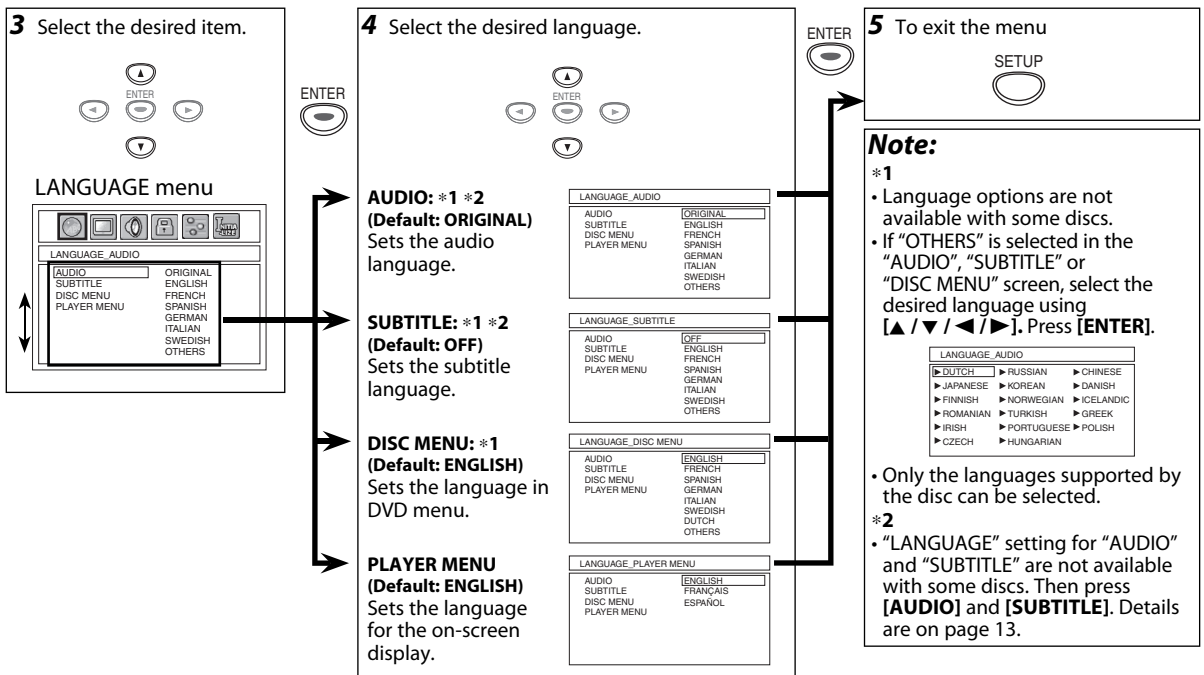 3 Select the desired item.
ENTER
LANGUAGE menu
INITIALIZE
LANGUAGE_AUDIO
AUDIO ORIGINAL
SUBTITLE ENGLISH
DISC MENU FRENCH
PLAYER MENU SPANISH
GERMAN
ITALIAN
SWEDISH
OTHERS
ENTER
4 Select the desired language.
ENTER
AUDIO: *1 *2
(Default: ORIGINAL)
Sets the audio
language.
LANGUAGE_AUDIO
AUDIO ORIGINAL
SUBTITLE ENGLISH
DISC MENU FRENCH
PLAYER MENU SPANISH
GERMAN
ITALIAN
SWEDISH
OTHERS
SUBTITLE: *1 *2
(Default: OFF)
Sets the subtitle
language.
LANGUAGE_SUBTITLE
AUDIO OFF
SUBTITLE ENGLISH
DISC MENU FRENCH
PLAYER MENU SPANISH
GERMAN
ITALIAN
SWEDISH
OTHERS
DISC MENU: *1
(Default: ENGLISH)
Sets the language in
DVD menu.
LANGUAGE_DISC MENU
AUDIO ENGLISH
SUBTITLE FRENCH
DISC MENU SPANISH
PLAYER MENU GERMAN
ITALIAN
SWEDISH
DUTCH
OTHERS
PLAYER MENU
(Default: ENGLISH)
Sets the language
for the on-screen
display.
LANGUAGE_PLAYER MENU
AUDIO ENGLISH
SUBTITLE FRANÇAIS
DISC MENU ESPAÑOL
PLAYER MENU
ENTER
5 To exit the menu
SETUP
Note:
*1
• Language options are not
available with some discs.
• If “OTHERS” is selected in the
“AUDIO”, “SUBTITLE” or
“DISC MENU” screen, select the
desired language using
[▲ / ▼ / ◀ / ▶]. Press [ENTER].
LANGUAGE_AUDIO
▶DUTCH ▶RUSSIAN ▶CHINESE
▶JAPANESE ▶KOREAN ▶DANISH
▶FINNISH ▶NORWEGIAN ▶ICELANDIC
▶ROMANIAN ▶TURKISH ▶GREEK
▶IRISH ▶PORTUGUESE ▶POLISH
▶CZECH ▶HUNGARIAN
• Only the languages supported by
the disc can be selected.
*2
• “LANGUAGE” setting for “AUDIO”
and “SUBTITLE” are not available
with some discs. Then press
[AUDIO] and [SUBTITLE]. Details
are on page 13.